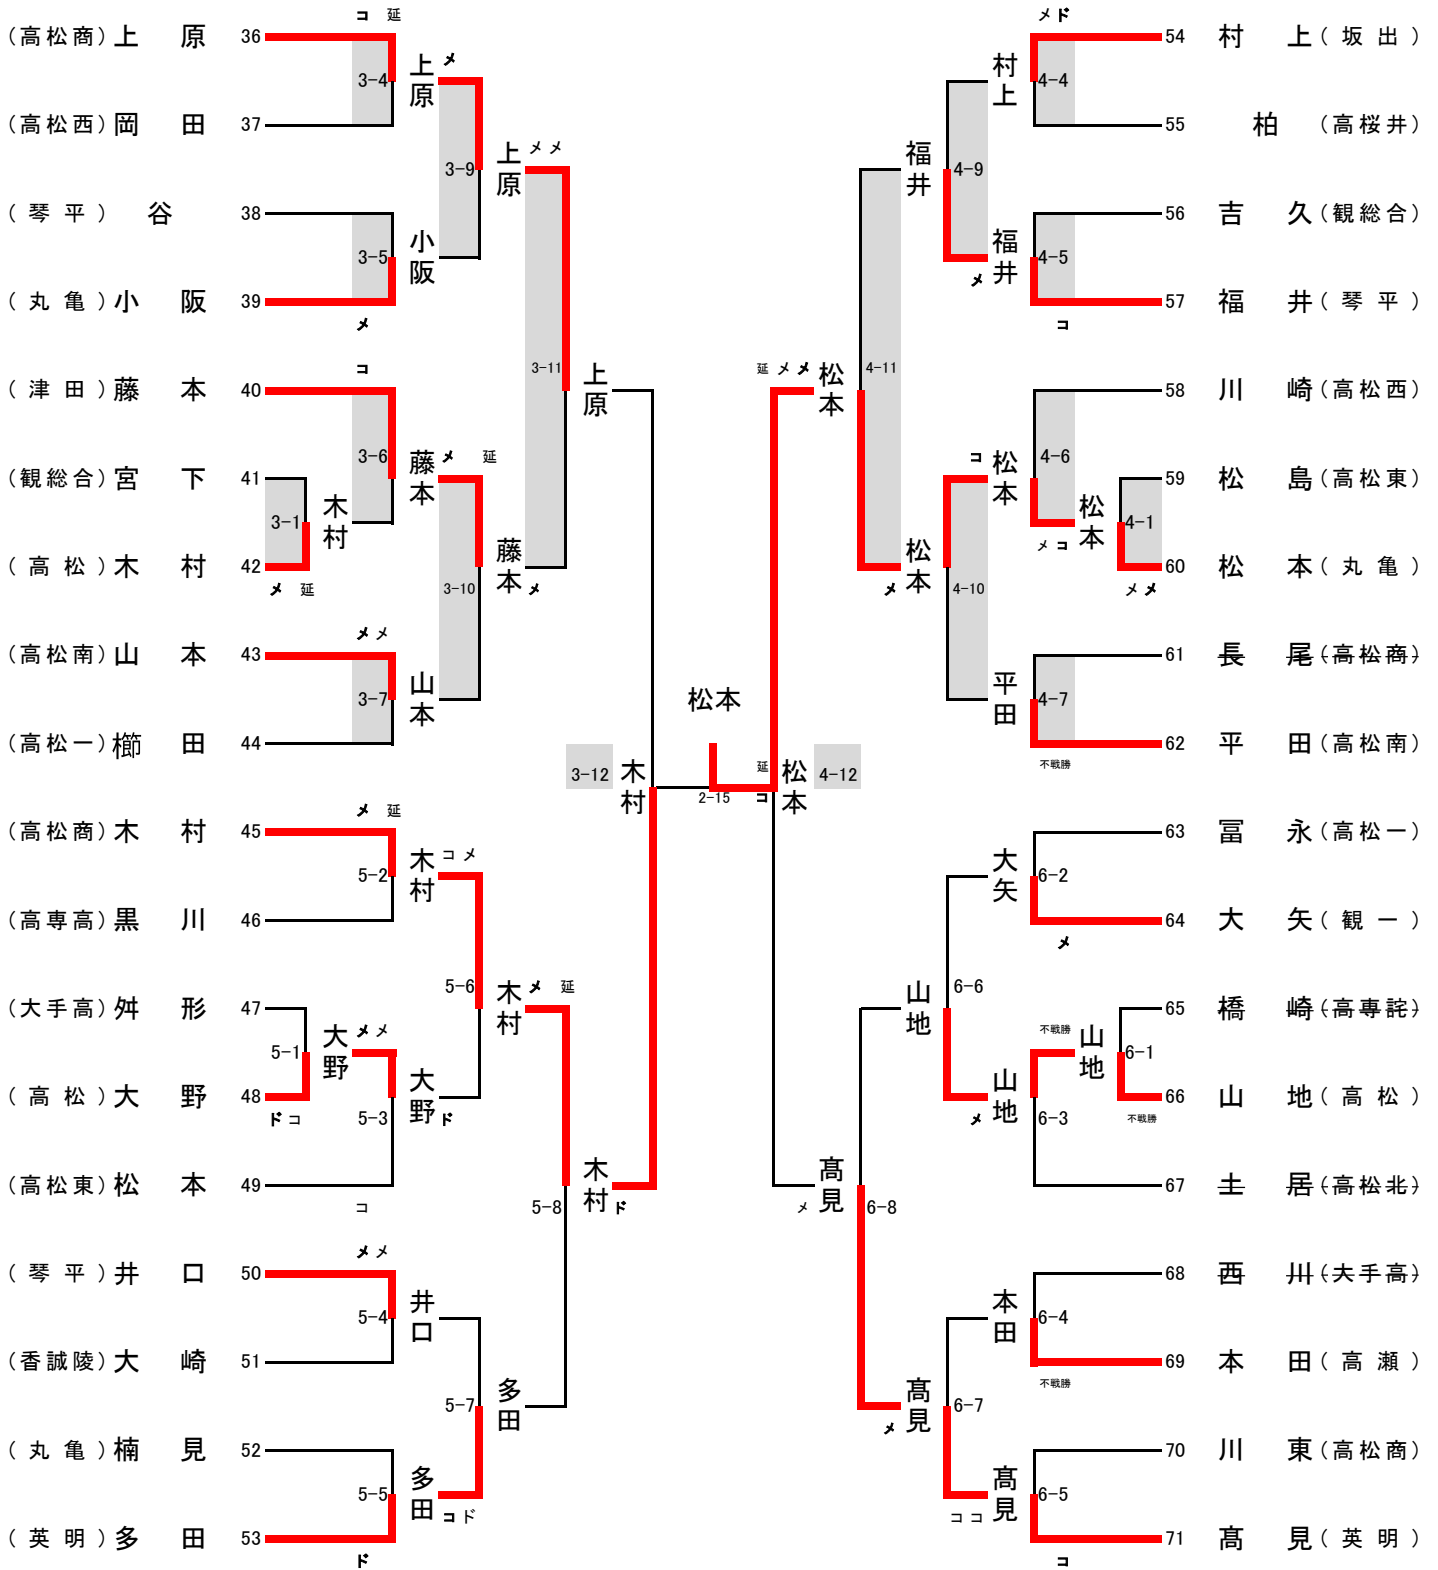 コ 延
メド
(高松商) 上 原 36
54 村 上 (坂出)
3-4
上原
メ
村上
4-4
(高松西) 岡 田 37
55 柏 (高桜井)
3-9
上原
メメ
福井
4-9
(琴平) 谷 38
56 吉 久 (観総合)
3-5
小阪
福井
4-5
メ
(丸亀) 小 阪 39
57 福 井 (琴平)
メ
コ
コ
3-11
上原
延 メメ
松本
4-11
(津田) 藤 本 40
58 川 崎 (高松西)
3-6
藤本
メ 延
コ
松本
4-6
(観総合) 宮 下 41
59 松 島 (高松東)
3-1
木村
松本
4-1
メコ
(高松) 木 村 42
60 松 本 (丸亀)
メ 延
3-10
藤本
メ
メ
松本
4-10
メメ
メメ
(高松南) 山 本 43
61 長 尾 (高松商)
3-7
山本
松本
平田
4-7
(高松一) 櫛 田 44
62 平 田 (高松南)
不戦勝
3-12
木村
2-15
延
コ
松本
4-12
メ 延
(高松商) 木 村 45
63 冨 永 (高松一)
5-2
木村
コメ
大矢
6-2
(高専高) 黒 川 46
64 大 矢 (観一)
メ
5-6
木村
メ 延
山地
6-6
(大手高) 舛 形 47
65 橋 崎 (高専詫)
5-1
大野
メメ
不戦勝
山地
6-1
(高松) 大 野 48
66 山 地 (高松)
ドコ
5-3
大野
ド
メ
山地
6-3
不戦勝
(高松東) 松 本 49
67 土 居 (高松北)
コ
5-8
木村
ド
メ
髙見
6-8
メメ
(琴平) 井 口 50
68 西 川 (大手高)
5-4
井口
本田
6-4
(香誠陵) 大 崎 51
69 本 田 (高瀬)
不戦勝
5-7
多田
メ
髙見
6-7
(丸亀) 楠 見 52
70 川 東 (高松商)
5-5
多田
コド
ココ
髙見
6-5
(英明) 多 田 53
71 髙 見 (英明)
ド
コ